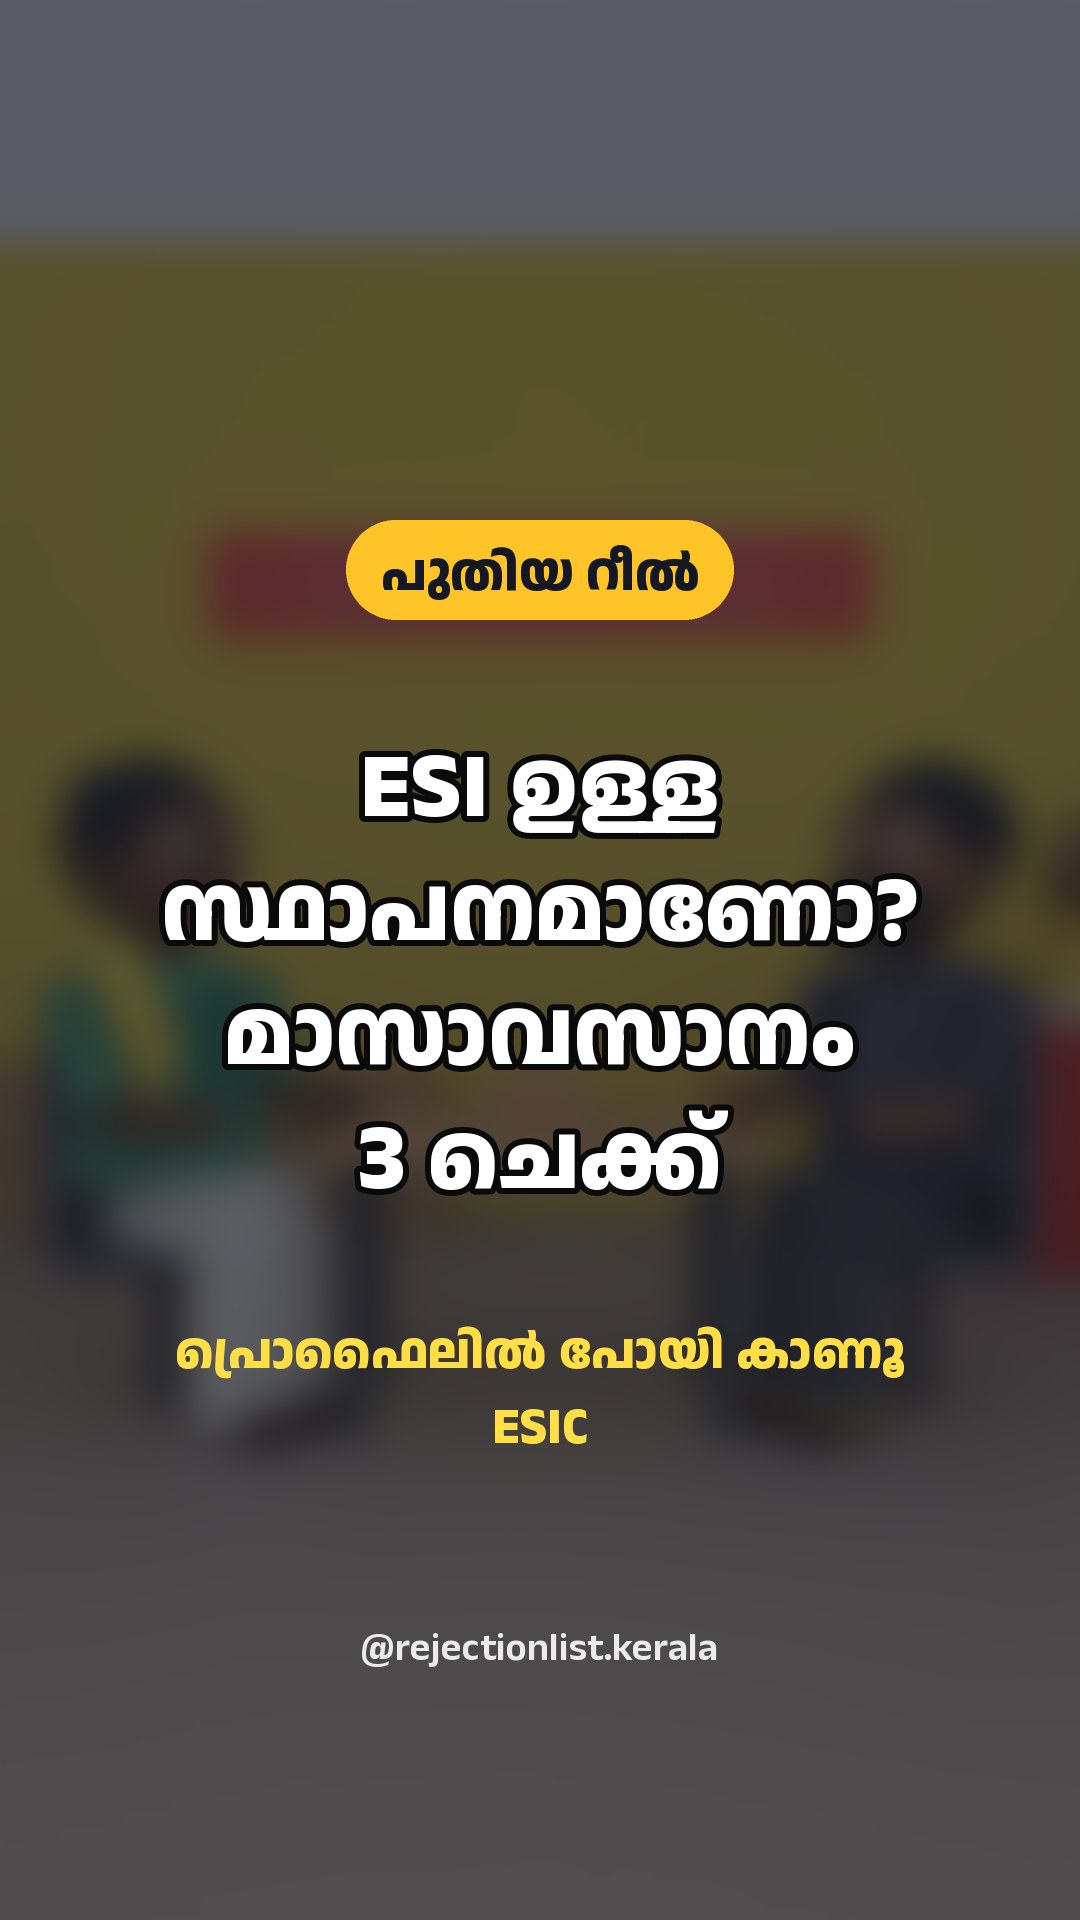 പുതിയ റീൽ
ESI ഉള്ള
സ്ഥാപനമാണോ?
മാസാവസാനം
3 ചെക്ക്
പ്രൊഫൈലിൽ പോയി കാണൂ
ESIC
@rejectionlist.kerala